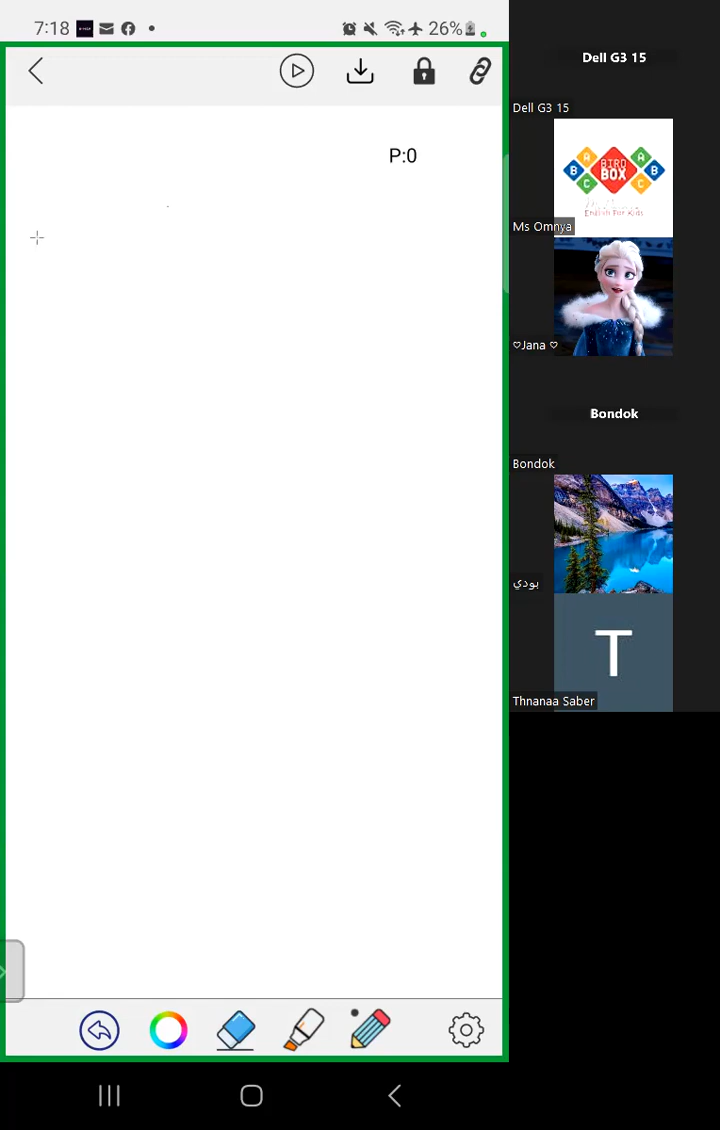 7:18
26%
P:0
Dell G3 15
Dell G3 15
A A
B BIRD BOX B
C C
English For Kids
Ms Omnya
♡Jana ♡
Bondok
Bondok
بودي
T
Thnanaa Saber